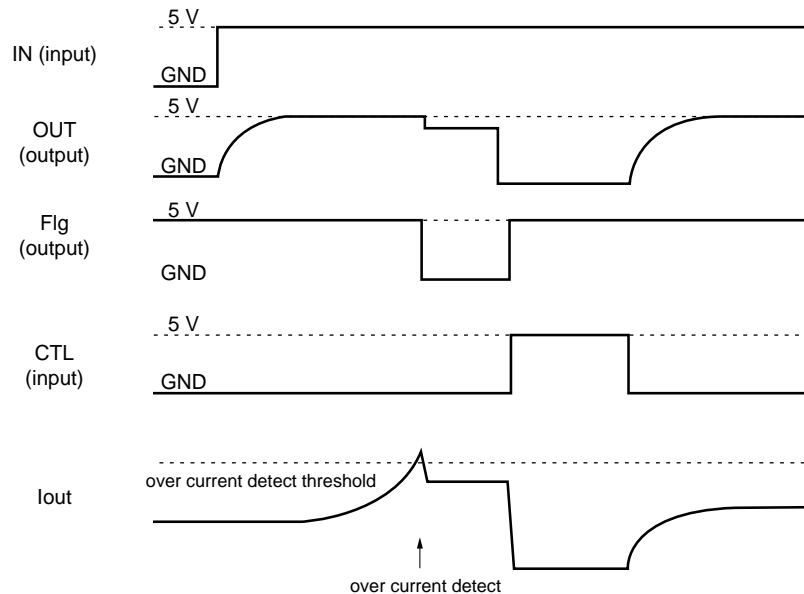 5 V
IN (input)
GND
5 V
OUT
(output)
GND
5 V
Flg
(output)
GND
5 V
CTL
(input)
GND
over current detect threshold
Iout
over current detect